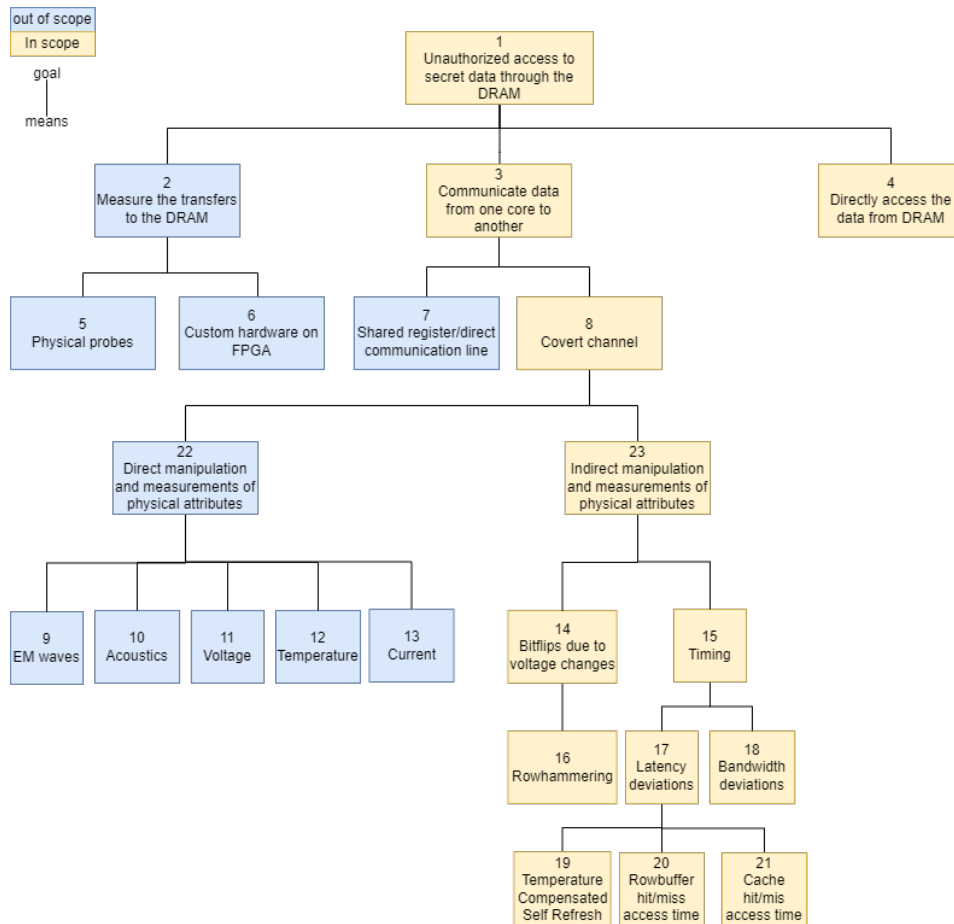 out of scope
In scope
goal
means
1
Unauthorized access to
secret data through the
DRAM
2
Measure the transfers
to the DRAM
3
Communicate data
from one core to
another
4
Directly access the
data from DRAM
5
Physical probes
6
Custom hardware on
FPGA
7
Shared register/direct
communication line
8
Covert channel
22
Direct manipulation
and measurements of
physical attributes
23
Indirect manipulation
and measurements of
physical attributes
9
EM waves
10
Acoustics
11
Voltage
12
Temperature
13
Current
14
Bitflips due to
voltage changes
15
Timing
16
Rowhammering
17
Latency
deviations
18
Bandwidth
deviations
19
Temperature
Compensated
Self Refresh
20
Rowbuffer
hit/miss
access time
21
Cache
hit/mis
access time